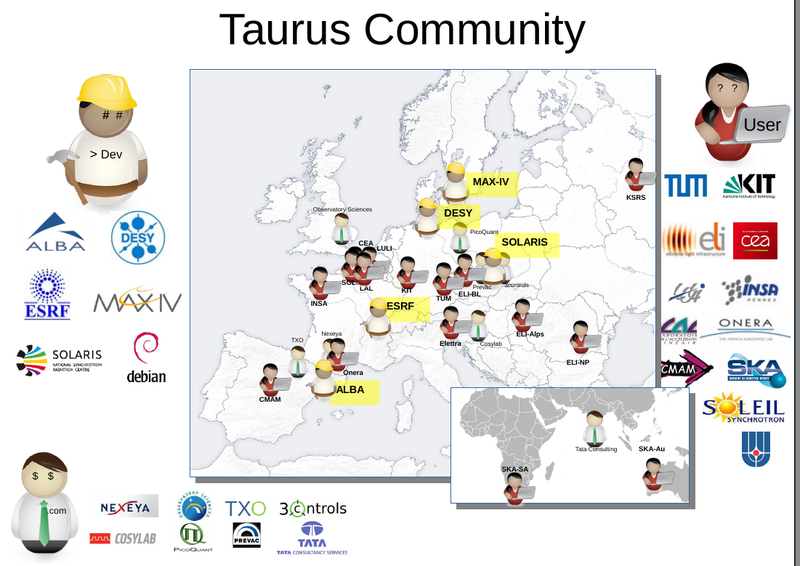 Taurus Community
# #
> Dev
? ?
User
ALBA
DESY
ESRF
MAX IV
SOLARIS
NATIONAL SYNCHROTRON
RADIATION CENTRE
debian
MAX-IV
DESY
SOLARIS
KSRS
Observatory Sciences
PicoQuant
CEA
LULI
SOL
LAL
INSA
KIT
TUM
Prevac
ELI-BL
3controls
ESRF
Elettra
Cosylab
ELI-Alps
ELI-NP
TXO
Nexeya
Onera
CMAM
ALBA
Tata Consulting
SKA-SA
SKA-Au
TUM
KIT
Karlsruhe Institute of Technology
eli
extreme light infrastructure
cea
INSA
RENNES
LAL
ONERA
THE FRENCH AEROSPACE LAB
CMAM
SKA
SOLEIL
SYNCHROTRON
$ $
.com
NEXEYA
OBSERVATORY SCIENCES
TXO
3Controls
COSYLAB
PICOQUANT
PREVAC
TATA
TATA CONSULTANCY SERVICES